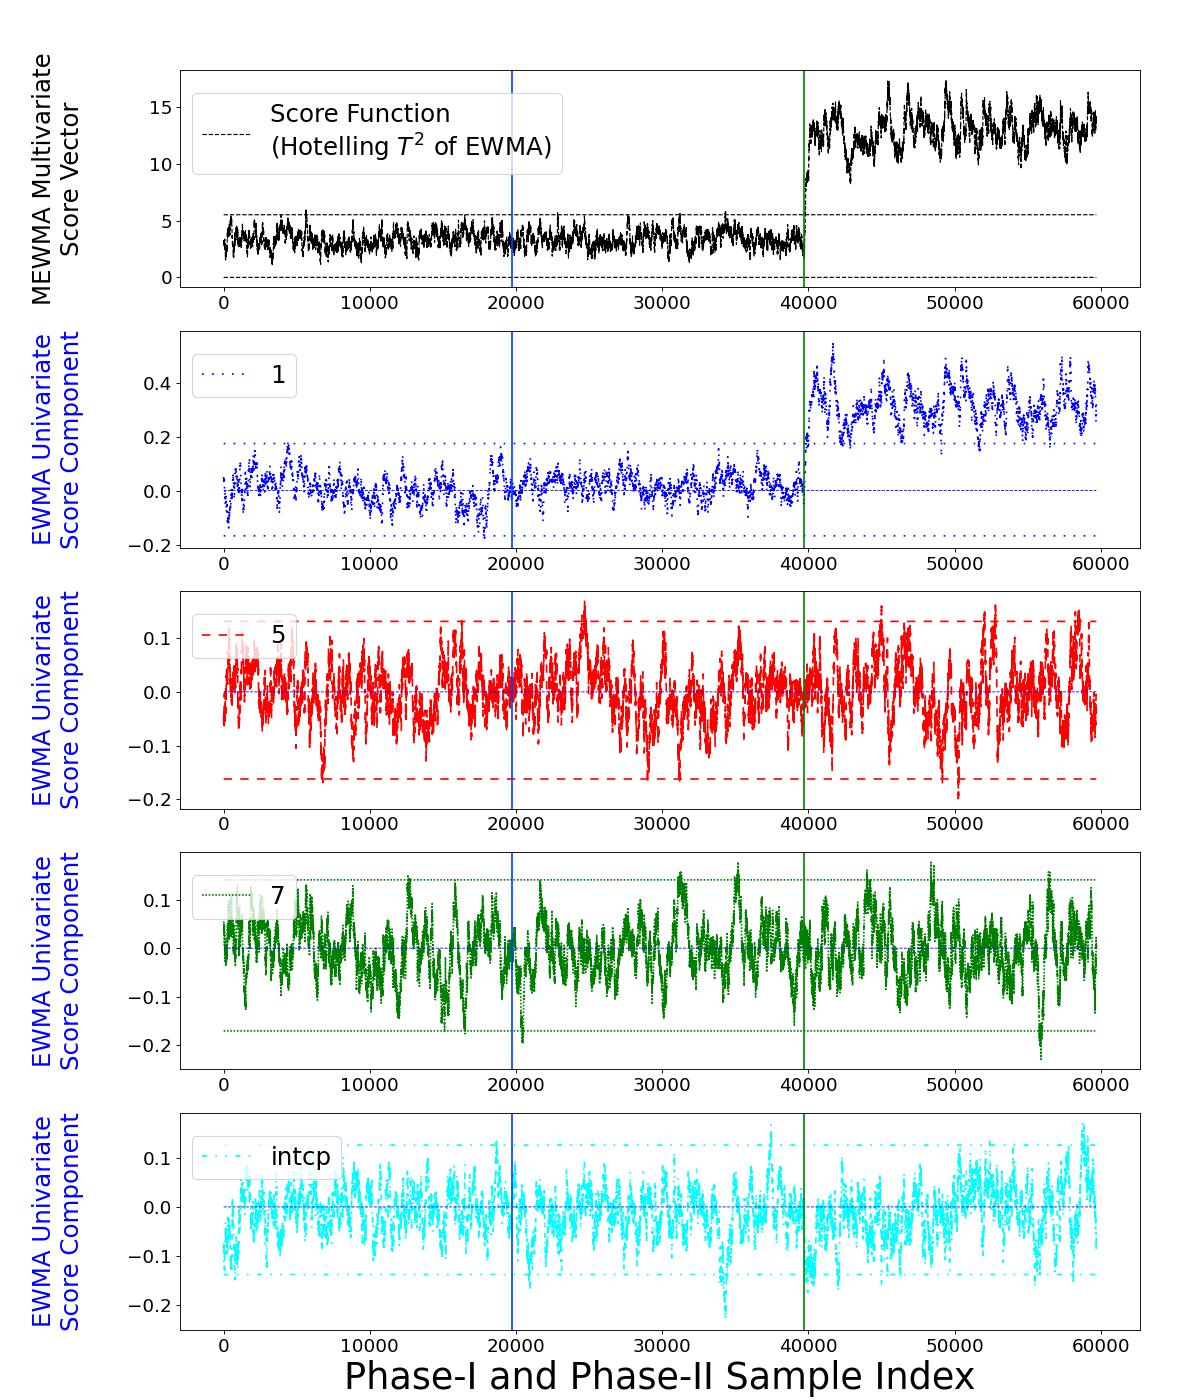 MEWMA Multivariate
Score Vector
Score Function
(Hotelling T² of EWMA)
15
10
5
0
0 10000 20000 30000 40000 50000 60000
EWMA Univariate
Score Component
1
0.4
0.2
0.0
−0.2
0 10000 20000 30000 40000 50000 60000
EWMA Univariate
Score Component
5
0.1
0.0
−0.1
−0.2
0 10000 20000 30000 40000 50000 60000
EWMA Univariate
Score Component
7
0.1
0.0
−0.1
−0.2
0 10000 20000 30000 40000 50000 60000
EWMA Univariate
Score Component
intcp
0.1
0.0
−0.1
−0.2
0 10000 20000 30000 40000 50000 60000
Phase-I and Phase-II Sample Index